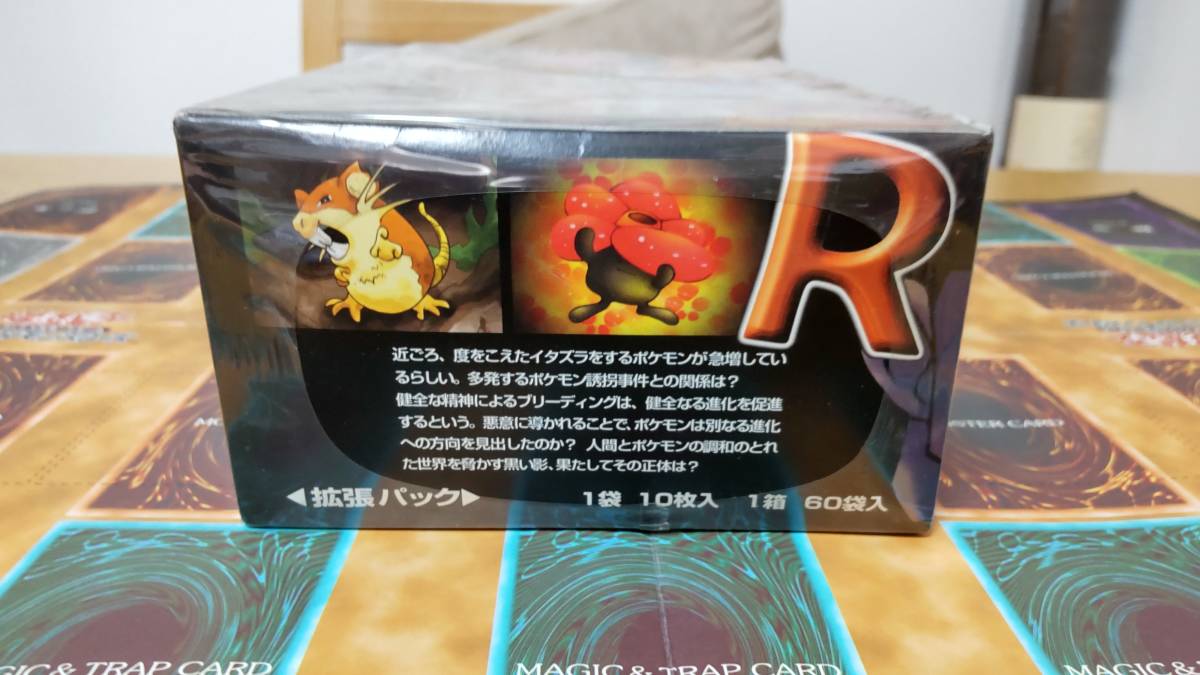 R
近ごろ、度をこえたイタズラをするポケモンが急増してい
るらしい。多発するポケモン誘拐事件との関係は?
健全な精神によるブリーディングは、健全なる進化を促進
するという。悪意に導かれることで、ポケモンは別なる進化
への方向を見出したのか? 人間とポケモンの調和のとれ
た世界を脅かす黒い影、果たしてその正体は?
◀拡張パック▶ 1袋 10枚入 1箱 60袋入
MONSTER CARD
MAGIC & TRAP CARD
MAGIC & TRAP CARD
MAGIC & TRAP